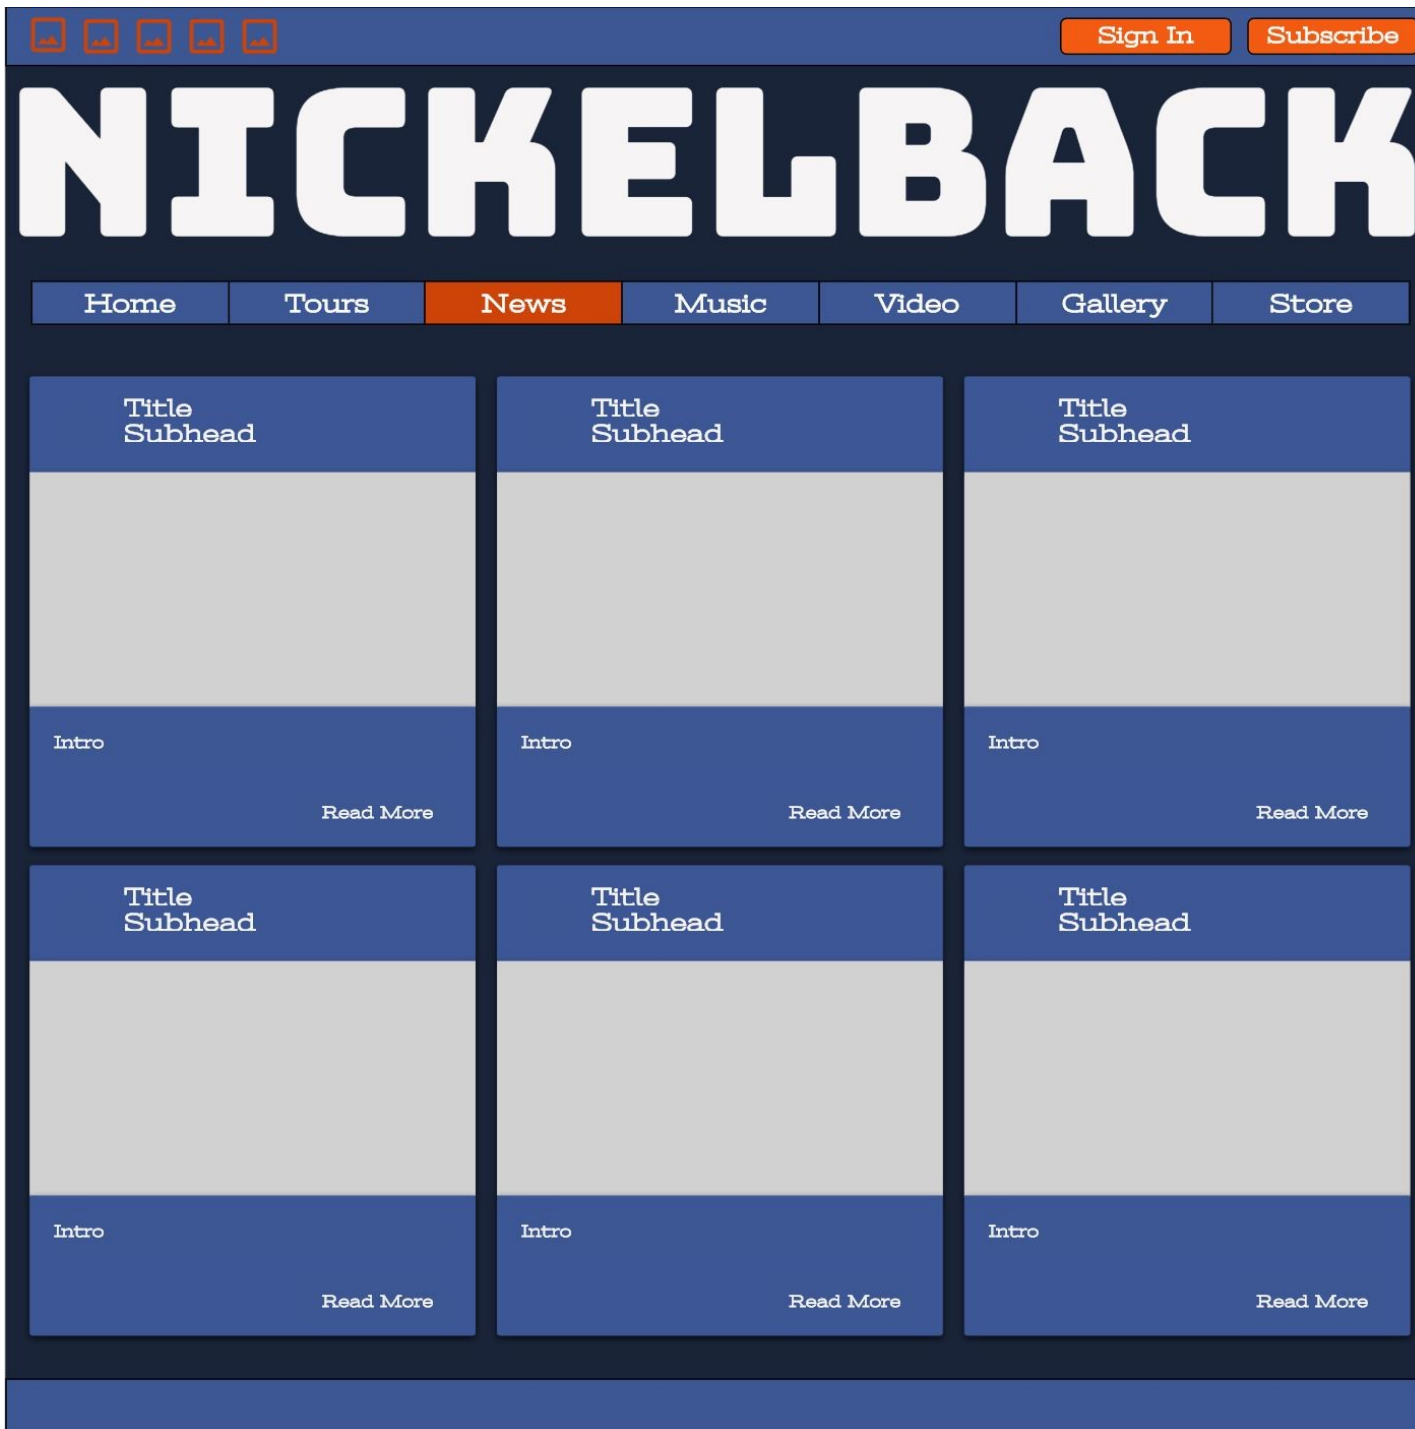 Sign In Subscribe
NICKELBACK
Home Tours News Music Video Gallery Store
Title
Subhead
Intro
Read More
Title
Subhead
Intro
Read More
Title
Subhead
Intro
Read More
Title
Subhead
Intro
Read More
Title
Subhead
Intro
Read More
Title
Subhead
Intro
Read More